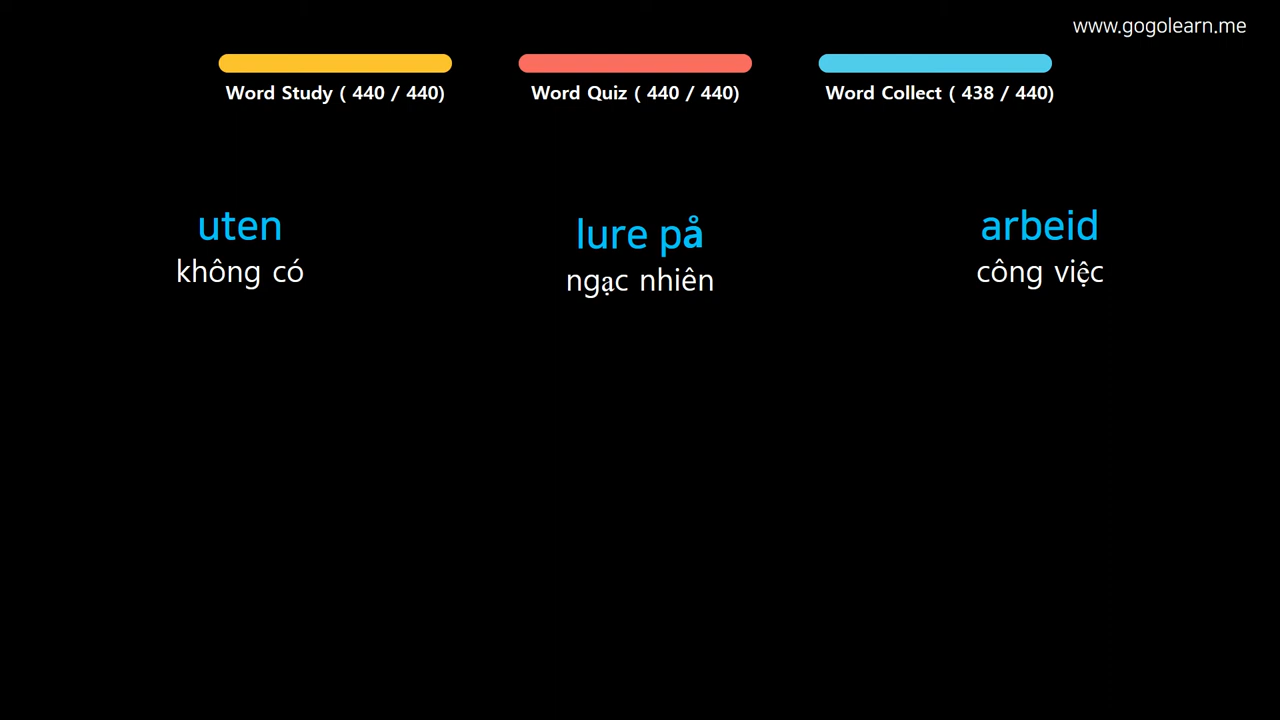 www.gogolearn.me
Word Study ( 440 / 440)
Word Quiz ( 440 / 440)
Word Collect ( 438 / 440)
uten
không có
lure på
ngạc nhiên
arbeid
công việc